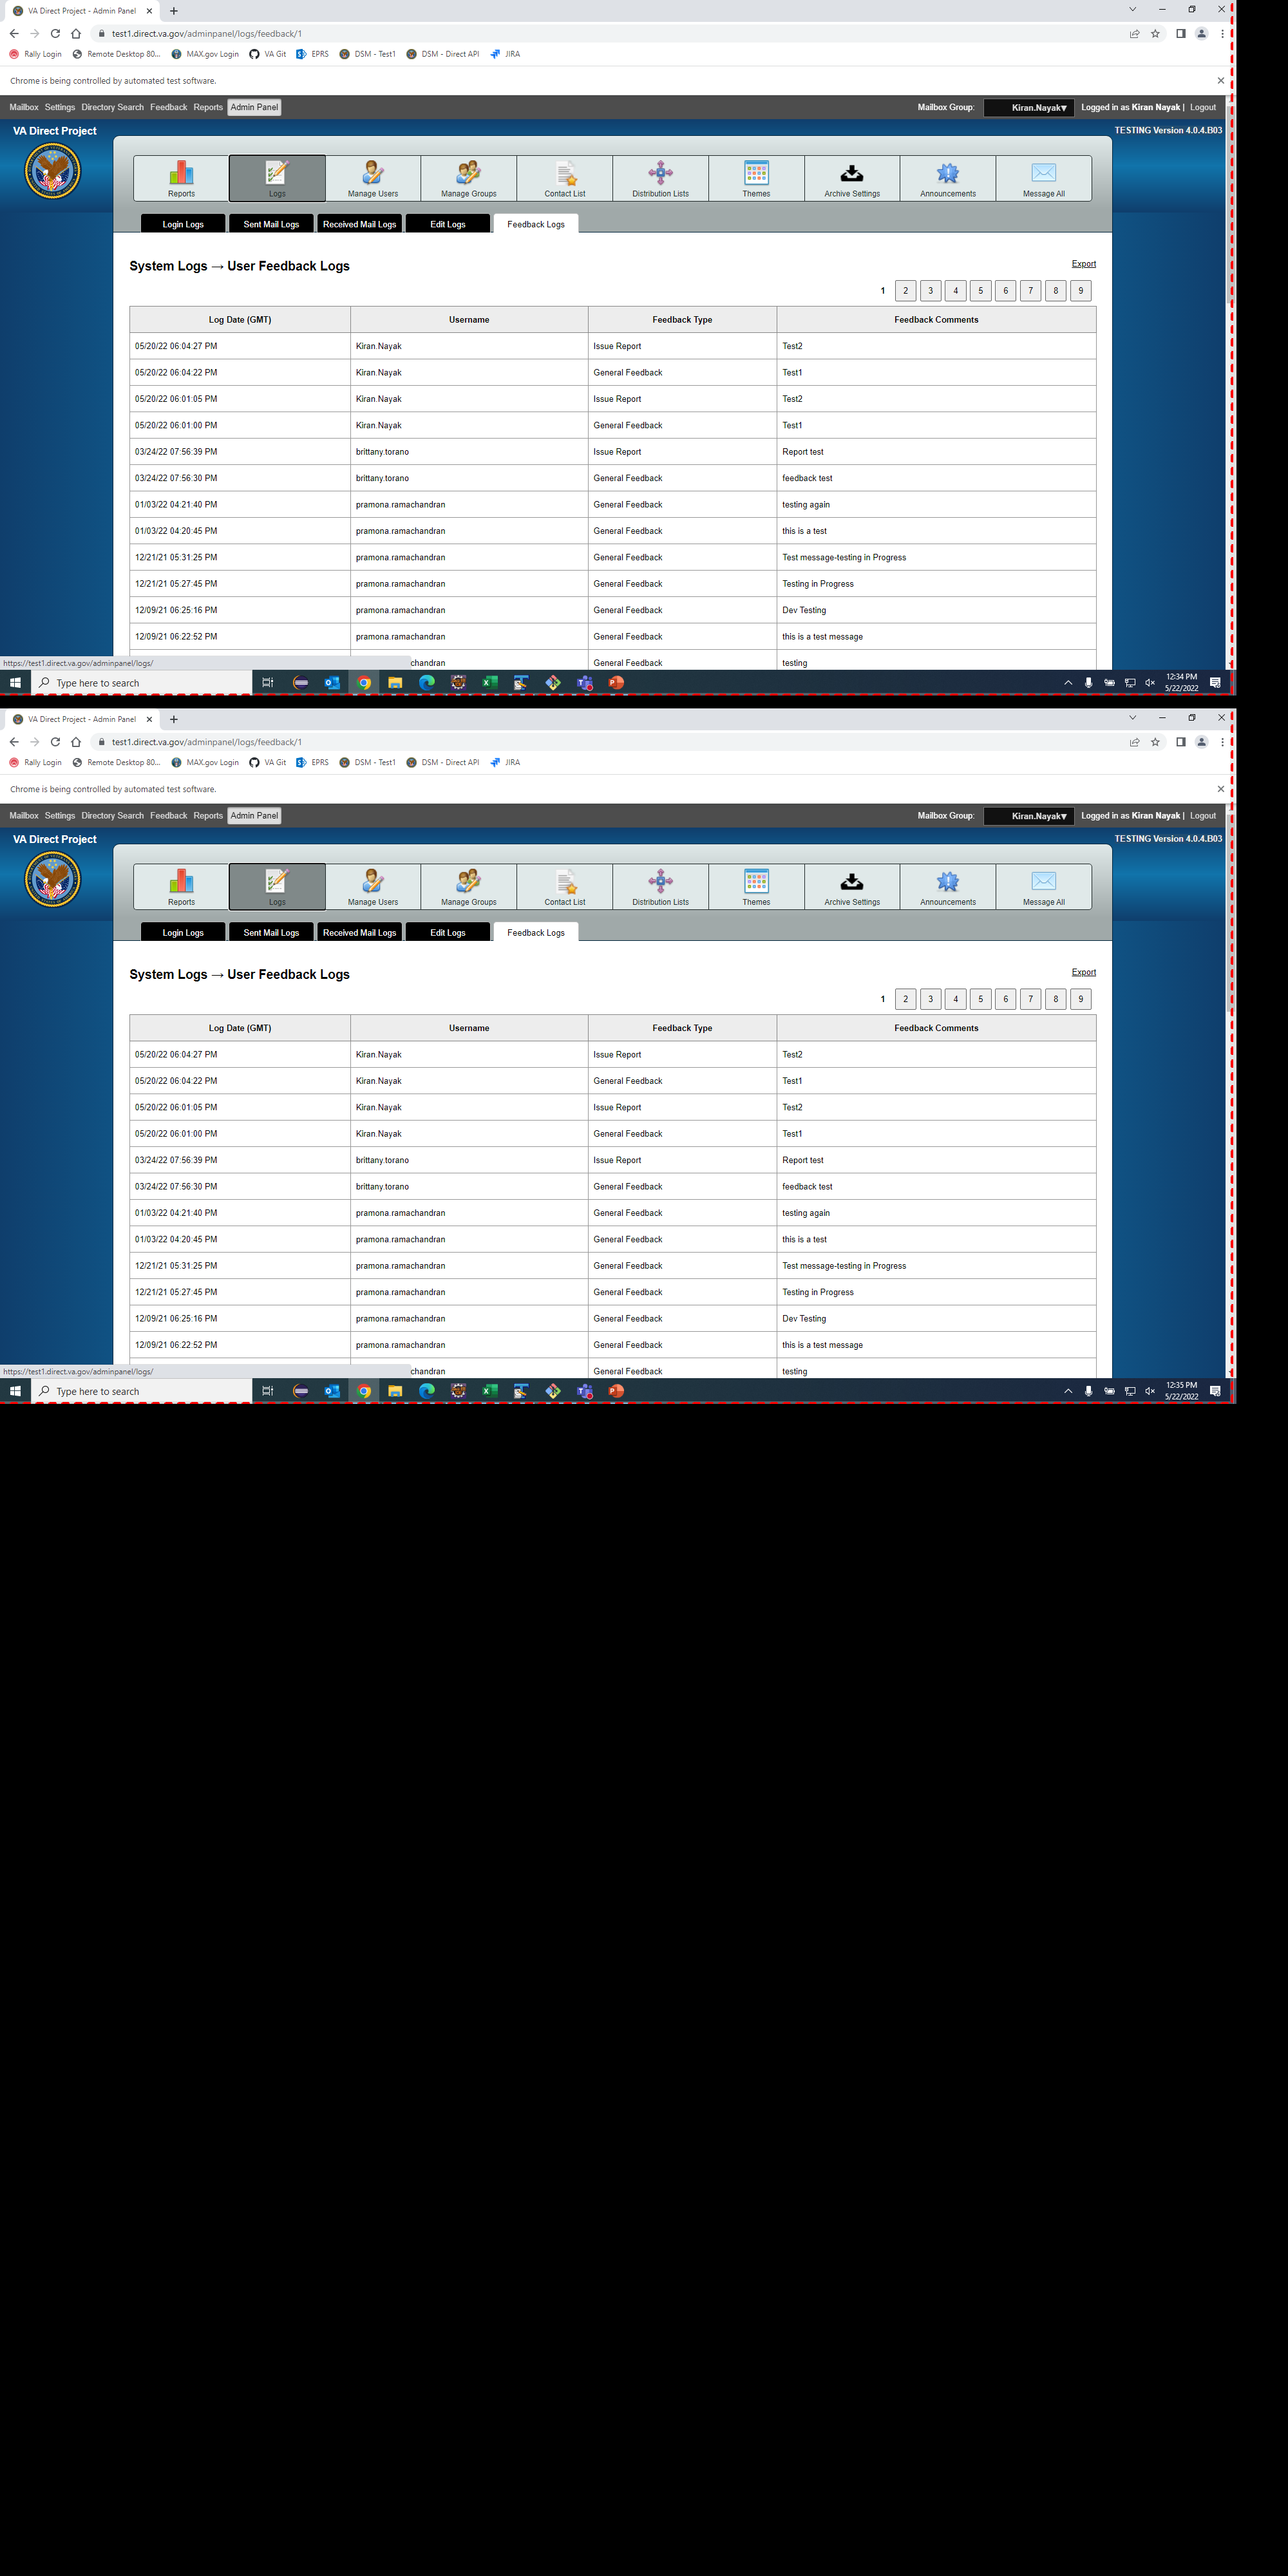 VA Direct Project - Admin Panel
test1.direct.va.gov/adminpanel/logs/feedback/1
Rally Login Remote Desktop 80... MAX.gov Login VA Git EPRS DSM - Test1 DSM - Direct API JIRA
Chrome is being controlled by automated test software.
Mailbox Settings Directory Search Feedback Reports Admin Panel Mailbox Group: Kiran.Nayak▾ Logged in as Kiran Nayak | Logout
VA Direct Project TESTING Version 4.0.4.B03
Reports Logs Manage Users Manage Groups Contact List Distribution Lists Themes Archive Settings Announcements Message All
Login Logs Sent Mail Logs Received Mail Logs Edit Logs Feedback Logs
System Logs → User Feedback Logs Export
1 2 3 4 5 6 7 8 9
Log Date (GMT) Username Feedback Type Feedback Comments
05/20/22 06:04:27 PM Kiran.Nayak Issue Report Test2
05/20/22 06:04:22 PM Kiran.Nayak General Feedback Test1
05/20/22 06:01:05 PM Kiran.Nayak Issue Report Test2
05/20/22 06:01:00 PM Kiran.Nayak General Feedback Test1
03/24/22 07:56:39 PM brittany.torano Issue Report Report test
03/24/22 07:56:30 PM brittany.torano General Feedback feedback test
01/03/22 04:21:40 PM pramona.ramachandran General Feedback testing again
01/03/22 04:20:45 PM pramona.ramachandran General Feedback this is a test
12/21/21 05:31:25 PM pramona.ramachandran General Feedback Test message-testing in Progress
12/21/21 05:27:45 PM pramona.ramachandran General Feedback Testing in Progress
12/09/21 06:25:16 PM pramona.ramachandran General Feedback Dev Testing
12/09/21 06:22:52 PM pramona.ramachandran General Feedback this is a test message
https://test1.direct.va.gov/adminpanel/logs/ chandran General Feedback testing
Type here to search 12:34 PM
5/22/2022
VA Direct Project - Admin Panel
test1.direct.va.gov/adminpanel/logs/feedback/1
Rally Login Remote Desktop 80... MAX.gov Login VA Git EPRS DSM - Test1 DSM - Direct API JIRA
Chrome is being controlled by automated test software.
Mailbox Settings Directory Search Feedback Reports Admin Panel Mailbox Group: Kiran.Nayak▾ Logged in as Kiran Nayak | Logout
VA Direct Project TESTING Version 4.0.4.B03
Reports Logs Manage Users Manage Groups Contact List Distribution Lists Themes Archive Settings Announcements Message All
Login Logs Sent Mail Logs Received Mail Logs Edit Logs Feedback Logs
System Logs → User Feedback Logs Export
1 2 3 4 5 6 7 8 9
Log Date (GMT) Username Feedback Type Feedback Comments
05/20/22 06:04:27 PM Kiran.Nayak Issue Report Test2
05/20/22 06:04:22 PM Kiran.Nayak General Feedback Test1
05/20/22 06:01:05 PM Kiran.Nayak Issue Report Test2
05/20/22 06:01:00 PM Kiran.Nayak General Feedback Test1
03/24/22 07:56:39 PM brittany.torano Issue Report Report test
03/24/22 07:56:30 PM brittany.torano General Feedback feedback test
01/03/22 04:21:40 PM pramona.ramachandran General Feedback testing again
01/03/22 04:20:45 PM pramona.ramachandran General Feedback this is a test
12/21/21 05:31:25 PM pramona.ramachandran General Feedback Test message-testing in Progress
12/21/21 05:27:45 PM pramona.ramachandran General Feedback Testing in Progress
12/09/21 06:25:16 PM pramona.ramachandran General Feedback Dev Testing
12/09/21 06:22:52 PM pramona.ramachandran General Feedback this is a test message
https://test1.direct.va.gov/adminpanel/logs/ chandran General Feedback testing
Type here to search 12:35 PM
5/22/2022